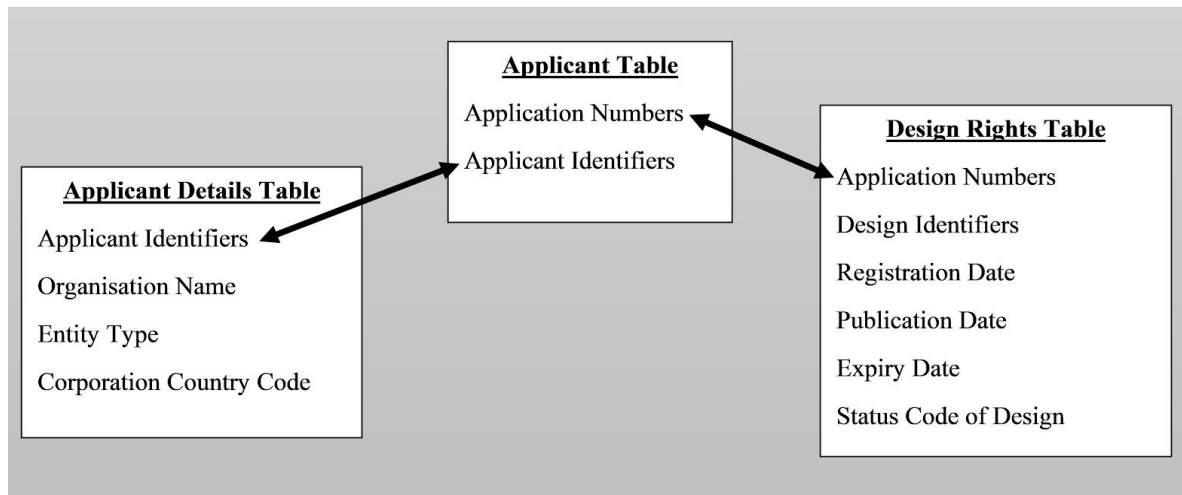 Applicant Table
Application Numbers
Applicant Identifiers
Applicant Details Table
Applicant Identifiers
Organisation Name
Entity Type
Corporation Country Code
Design Rights Table
Application Numbers
Design Identifiers
Registration Date
Publication Date
Expiry Date
Status Code of Design